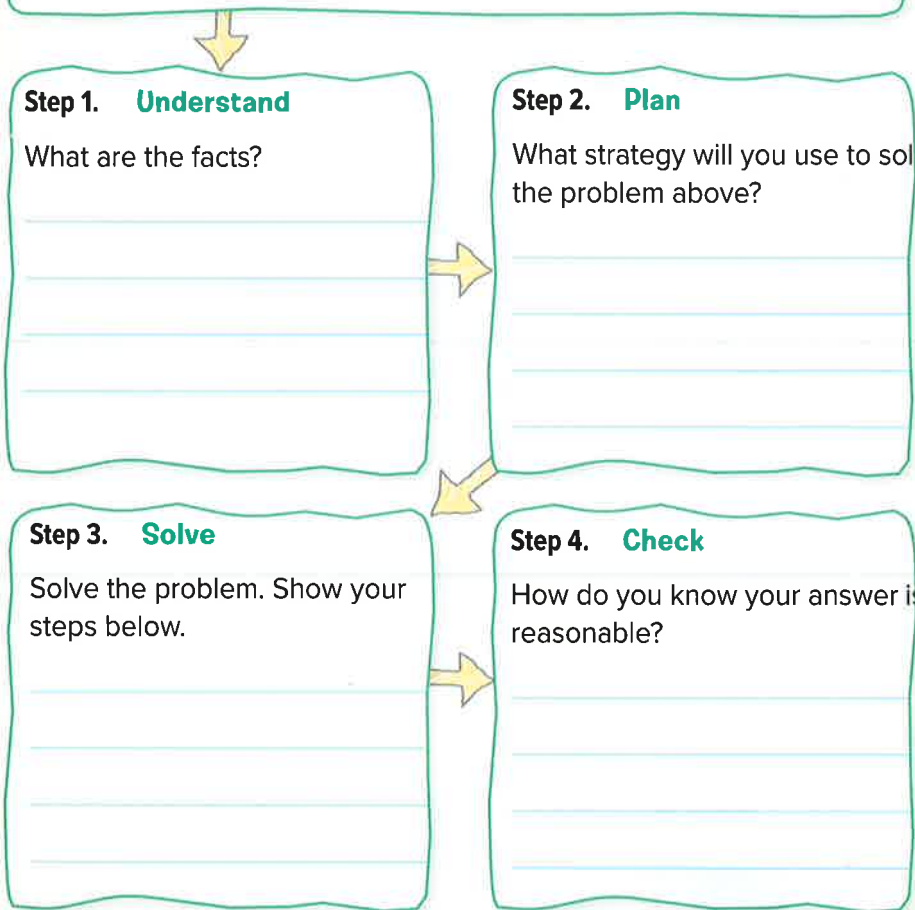 Step 1. Understand
What are the facts?
Step 2. Plan
What strategy will you use to sol
the problem above?
Step 3. Solve
Solve the problem. Show your
steps below.
Step 4. Check
How do you know your answer is
reasonable?